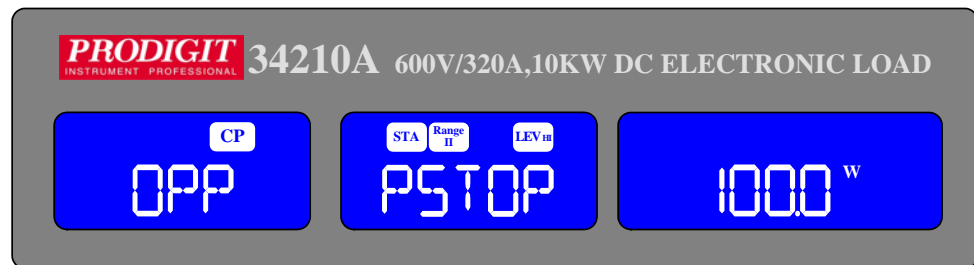 PRODIGIT
INSTRUMENT PROFESSIONAL
34210A 600V/320A,10KW DC ELECTRONIC LOAD
CP
OPP
STA Range II LEV HI
PSTOP
100.0 W